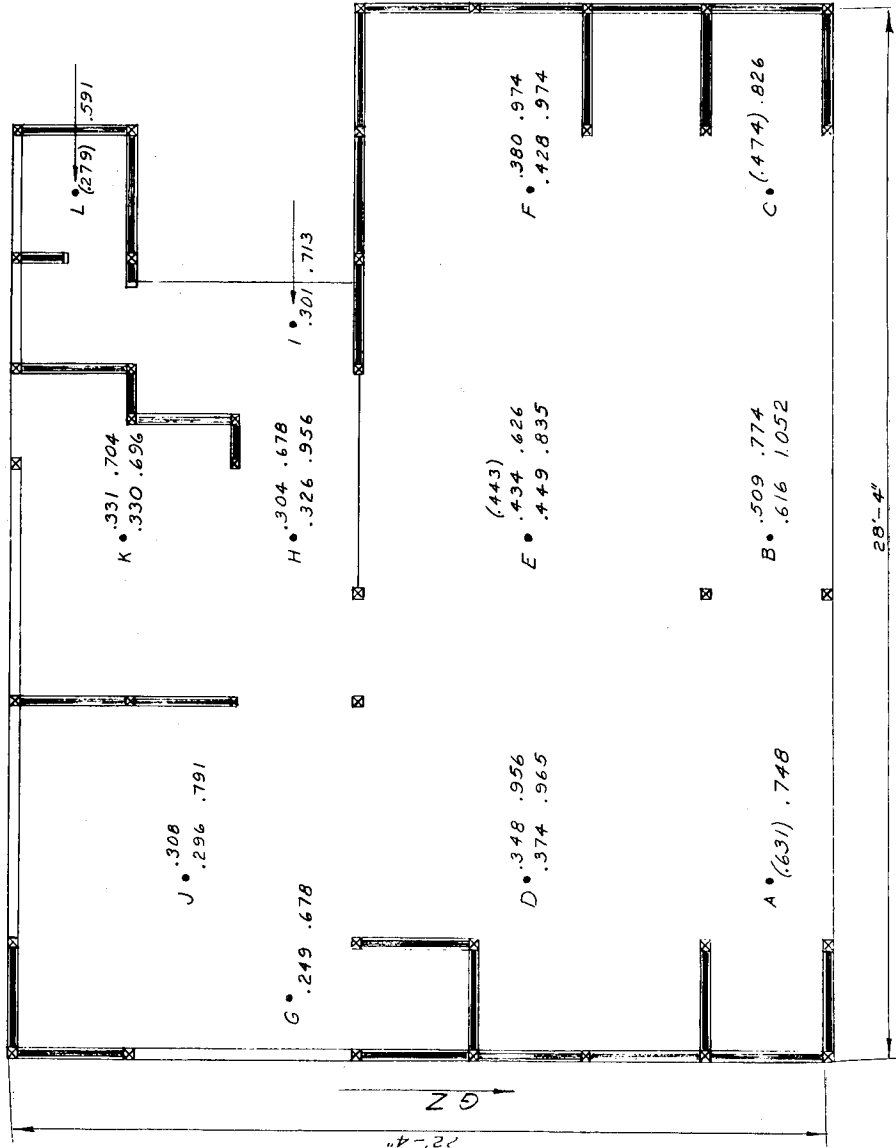 L
(.279) .591
I
.301 .713
K
.331 .704
.330 .696
H
.304 .678
.326 .956
J
.308
.296 .791
G
.249 .678
F
.380 .974
.428 .974
E
(.443)
.434 .626
.449 .835
D
.348 .956
.374 .965
C
(.474) .826
B
.509 .774
.616 1.052
A
(.631) .748
GZ
22'-4"
28'-4"